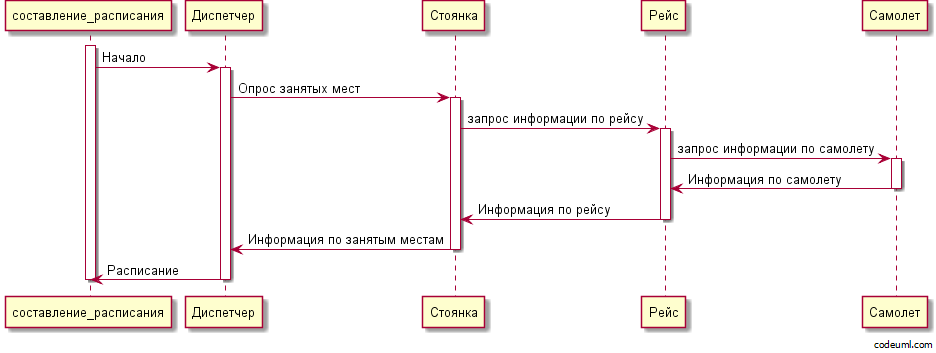 составление_расписания
Диспетчер
Стоянка
Рейс
Самолет
Начало
Опрос занятых мест
запрос информации по рейсу
запрос информации по самолету
Информация по самолету
Информация по рейсу
Информация по занятым местам
Расписание
составление_расписания
Диспетчер
Стоянка
Рейс
Самолет
codeuml.com